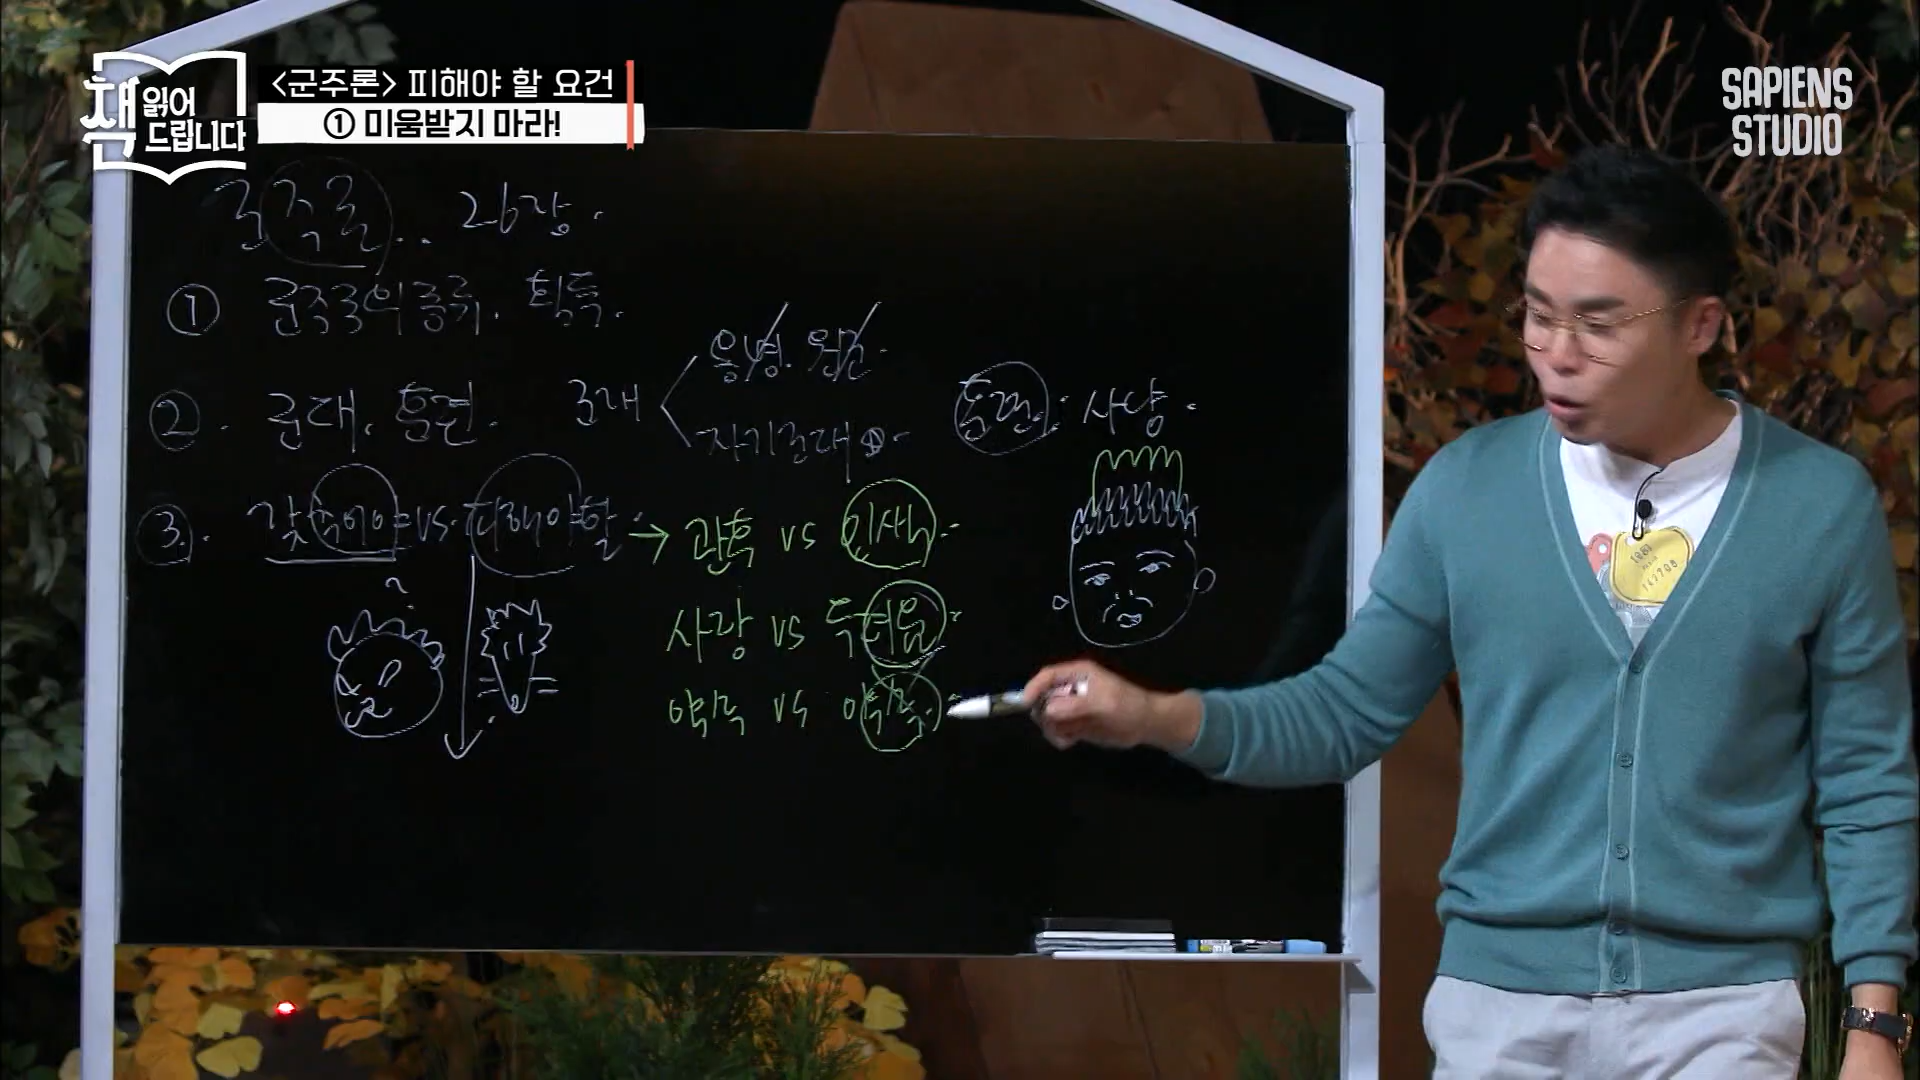 책 읽어 드립니다
<군주론> 피해야 할 요건
① 미움받지 마라!
SAPIENS
STUDIO
군주론.. 26장.
① 군주국의 종류. 획득.
용병. 원군.
② . 군대. 훈련. 군대
자기군대
훈련: 사냥.
③. 갖춰야 vs. 피해야할 → 관후 vs 인색.
?
사랑 vs 두려움.
약속 vs 약속.